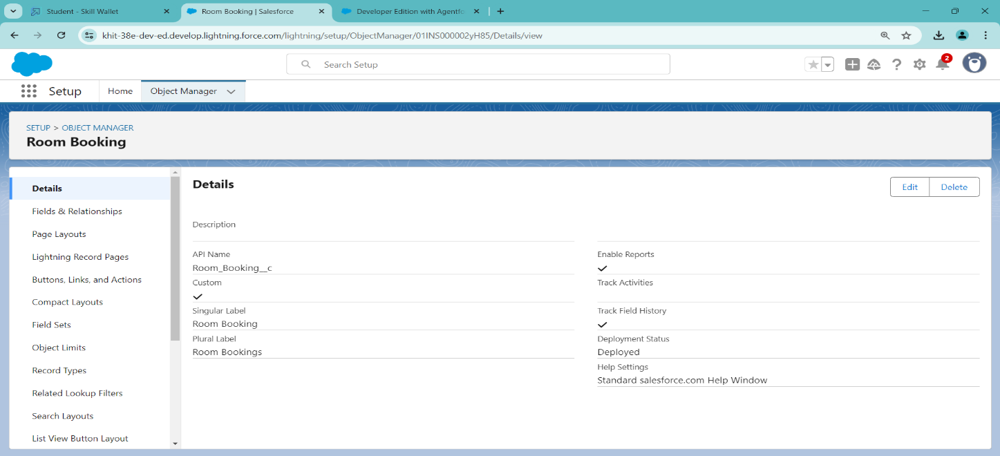 Student - Skill Wallet
Room Booking | Salesforce
Developer Edition with Agentfo
khit-38e-dev-ed.develop.lightning.force.com/lightning/setup/ObjectManager/01INS000002yH85/Details/view
Search Setup
2
Setup
Home
Object Manager
SETUP > OBJECT MANAGER
Room Booking
Details
Fields & Relationships
Page Layouts
Lightning Record Pages
Buttons, Links, and Actions
Compact Layouts
Field Sets
Object Limits
Record Types
Related Lookup Filters
Search Layouts
List View Button Layout
Details
Edit
Delete
Description
API Name
Room_Booking__c
Custom
Singular Label
Room Booking
Plural Label
Room Bookings
Enable Reports
Track Activities
Track Field History
Deployment Status
Deployed
Help Settings
Standard salesforce.com Help Window